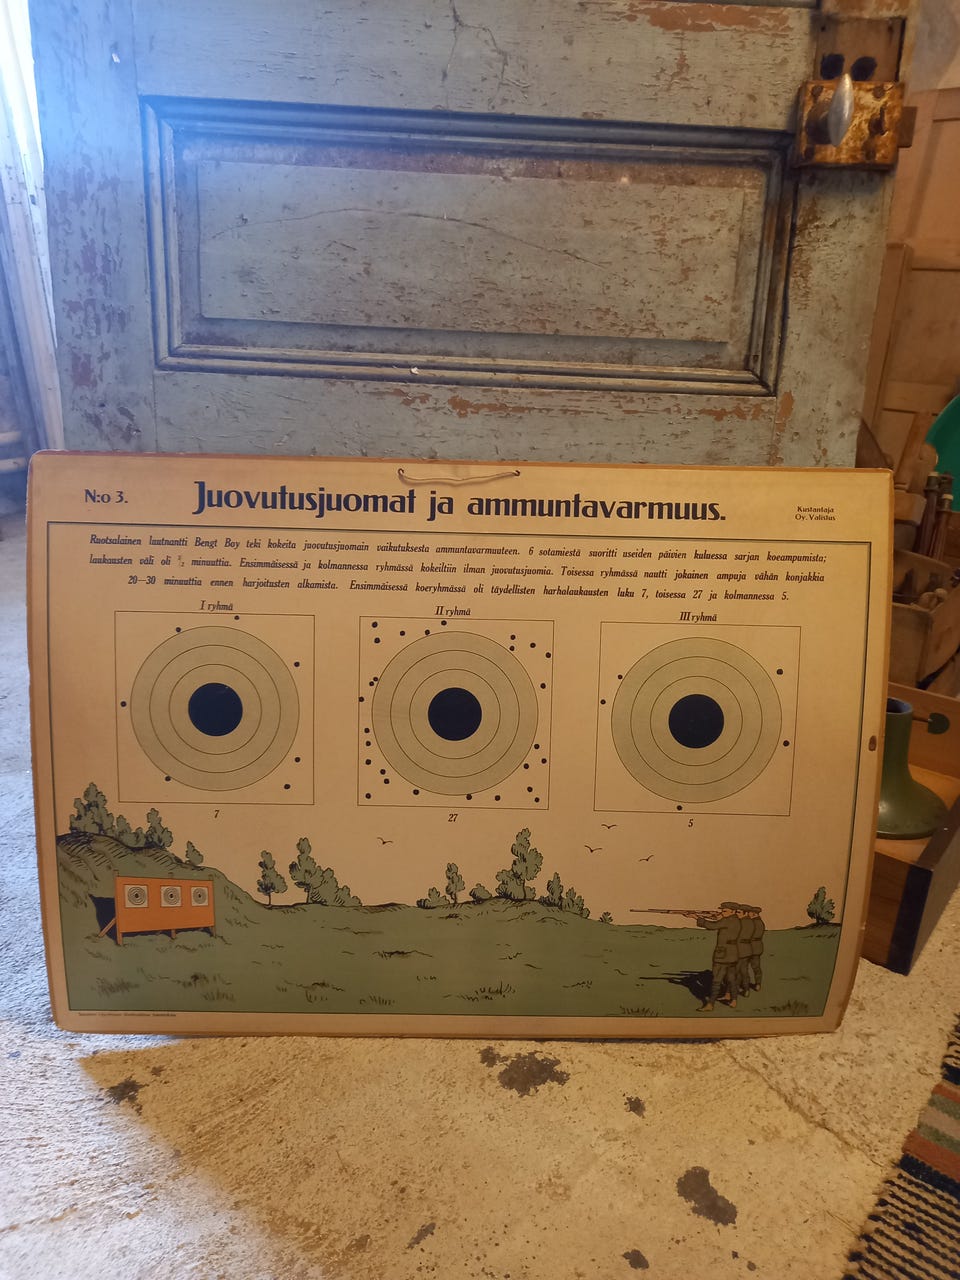 N:o 3.
Juovutusjuomat ja ammuntavarmuus.
Kustantaja
Oy. Valistus
Ruotsalainen luutnantti Bengt Boy teki kokeita juovutusjuomain vaikutuksesta ammuntavarmuuteen. 6 sotamiestä suoritti useiden päivien kuluessa sarjan koeampumista;
laukausten väli oli ½ minuuttia. Ensimmäisessä ja kolmannessa ryhmässä kokeiltiin ilman juovutusjuomia. Toisessa ryhmässä nautti jokainen ampuja vähän konjakkia
20—30 minuuttia ennen harjoitusten alkamista. Ensimmäisessä koeryhmässä oli täydellisten harhalaukausten luku 7, toisessa 27 ja kolmannessa 5.
I ryhmä
II ryhmä
III ryhmä
7
27
5